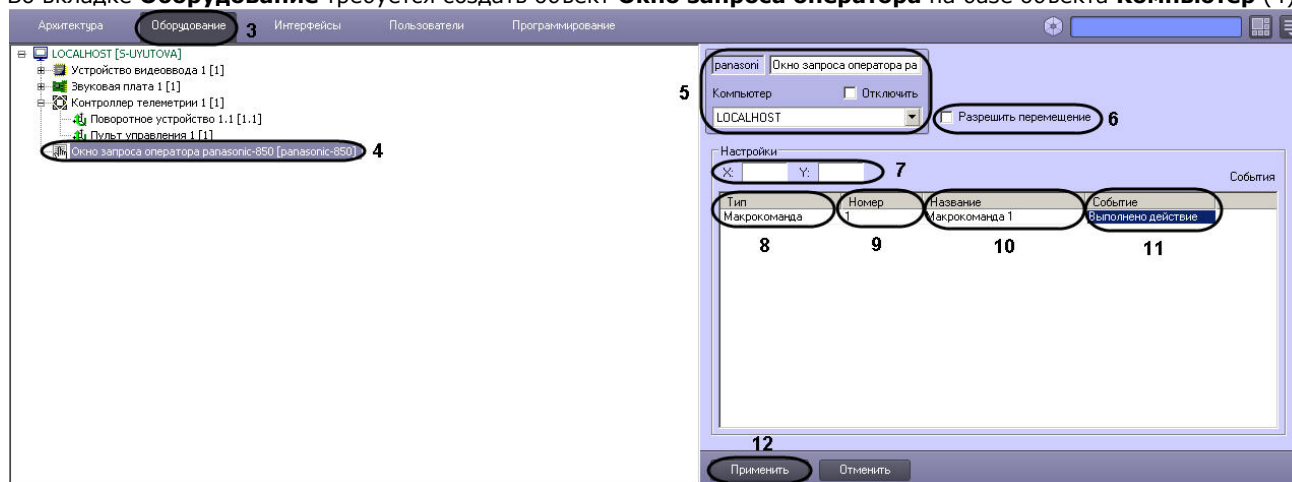 Во вкладке Оборудование требуется создать объект Окно запроса оператора на базе объекта Компьютер (4)
Архитектура Оборудование 3 Интерфейсы Пользователи Программирование
LOCALHOST [S-UYUTOVA]
Устройство видеоввода 1 [1]
Звуковая плата 1 [1]
Контроллер телеметрии 1 [1]
Поворотное устройство 1.1 [1.1]
Пульт управления 1 [1]
Окно запроса оператора panasonic-850 [panasonic-850] 4
panasoni Окно запроса оператора pa
5 Компьютер Отключить
LOCALHOST Разрешить перемещение 6
Настройки
X: Y: 7
События
Тип Номер Название Событие
Макрокоманда 1 Макрокоманда 1 Выполнено действие
8 9 10 11
12
Применить Отменить